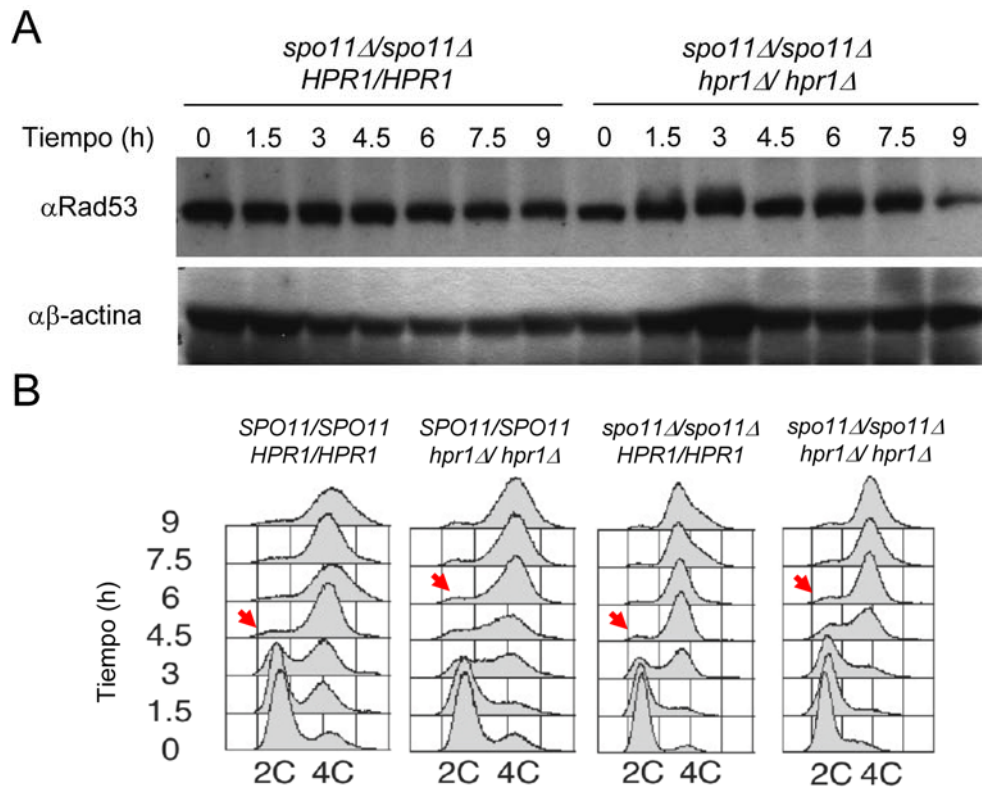 A
spo11Δ/spo11Δ
HPR1/HPR1
spo11Δ/spo11Δ
hpr1Δ/ hpr1Δ
Tiempo (h)
0 1.5 3 4.5 6 7.5 9 0 1.5 3 4.5 6 7.5 9
αRad53
αβ-actina
B
SPO11/SPO11
HPR1/HPR1
SPO11/SPO11
hpr1Δ/ hpr1Δ
spo11Δ/spo11Δ
HPR1/HPR1
spo11Δ/spo11Δ
hpr1Δ/ hpr1Δ
Tiempo (h)
9
7.5
6
4.5
3
1.5
0
2C 4C 2C 4C 2C 4C 2C 4C